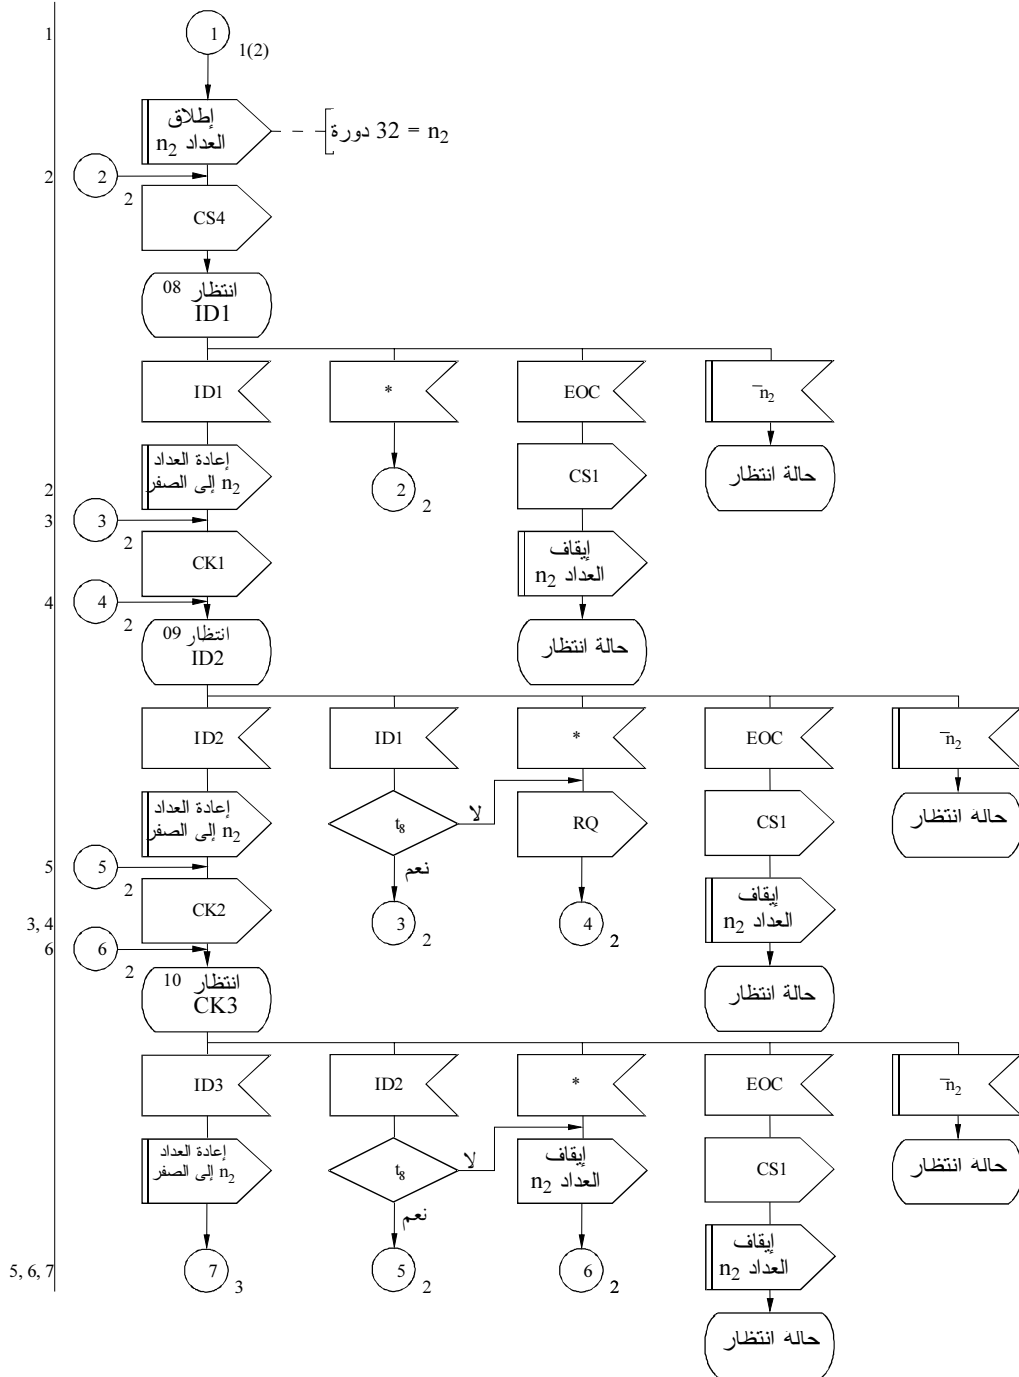 1
1
1(2)
إطلاق
العداد n2
n2 = 32 دورة
2
2
2
CS4
08 انتظار
ID1
ID1
*
EOC
n̅2
إعادة العداد
n2 إلى الصفر
2
2
CS1
حالة انتظار
2
3
3
2
CK1
إيقاف
العداد n2
4
4
2
09 انتظار
ID2
حالة انتظار
ID2
ID1
*
EOC
n̅2
إعادة العداد
n2 إلى الصفر
t8
لا
نعم
RQ
CS1
حالة انتظار
5
5
2
CK2
3
2
4
2
إيقاف
العداد n2
3, 4
6
6
2
10 انتظار
CK3
حالة انتظار
ID3
ID2
*
EOC
n̅2
إعادة العداد
n2 إلى الصفر
t8
لا
نعم
إيقاف
العداد n2
CS1
حالة انتظار
5, 6, 7
7
3
5
2
6
2
إيقاف
العداد n2
حالة انتظار